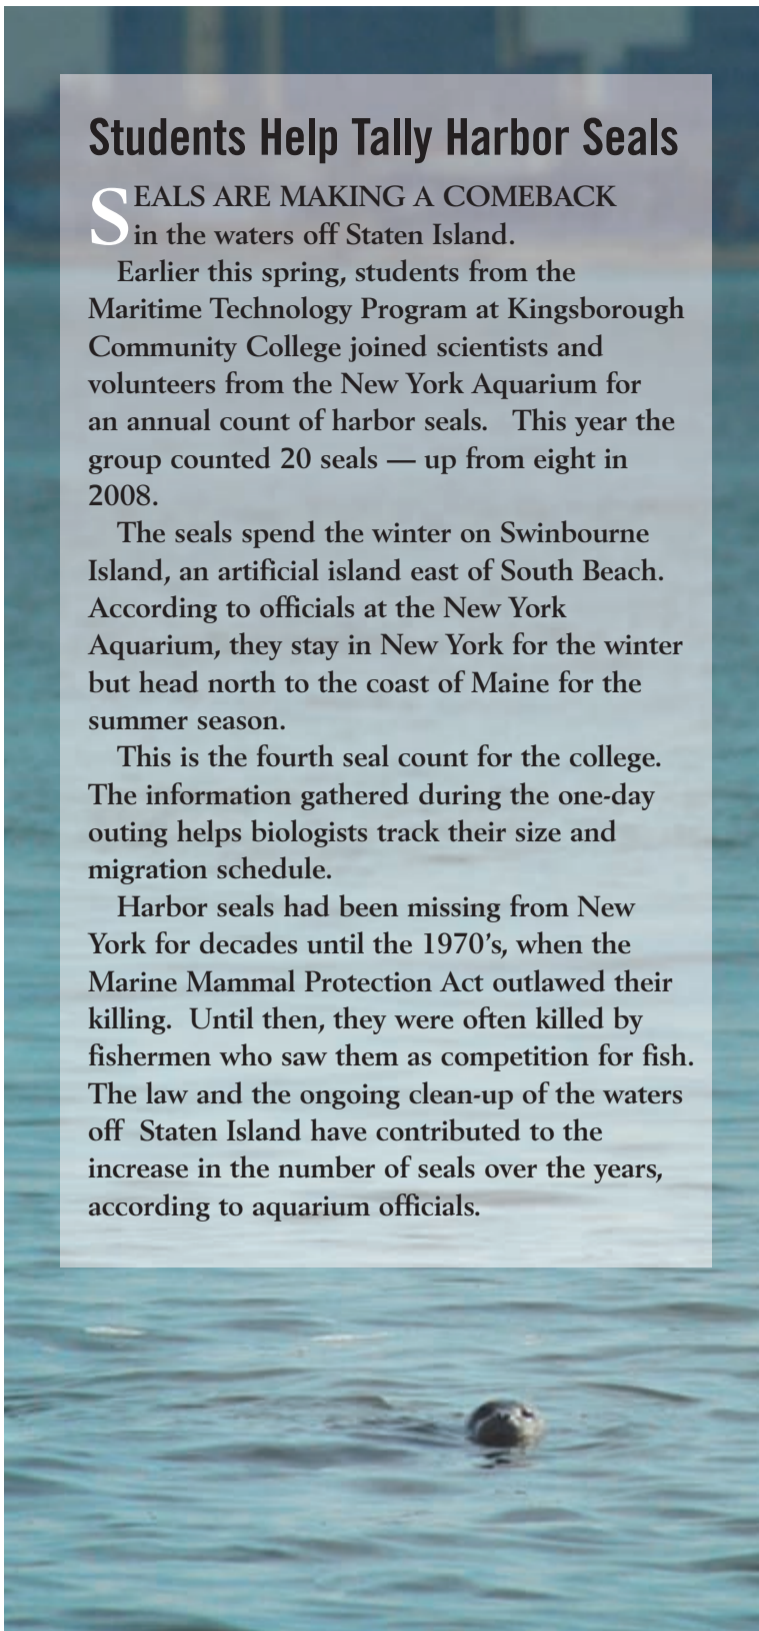 Students Help Tally Harbor Seals
SEALS ARE MAKING A COMEBACK
in the waters off Staten Island.
Earlier this spring, students from the
Maritime Technology Program at Kingsborough
Community College joined scientists and
volunteers from the New York Aquarium for
an annual count of harbor seals.   This year the
group counted 20 seals — up from eight in
2008.
The seals spend the winter on Swinbourne
Island, an artificial island east of South Beach.
According to officials at the New York
Aquarium, they stay in New York for the winter
but head north to the coast of Maine for the
summer season.
This is the fourth seal count for the college.
The information gathered during the one-day
outing helps biologists track their size and
migration schedule.
Harbor seals had been missing from New
York for decades until the 1970's, when the
Marine Mammal Protection Act outlawed their
killing.  Until then, they were often killed by
fishermen who saw them as competition for fish.
The law and the ongoing clean-up of the waters
off  Staten Island have contributed to the
increase in the number of seals over the years,
according to aquarium officials.